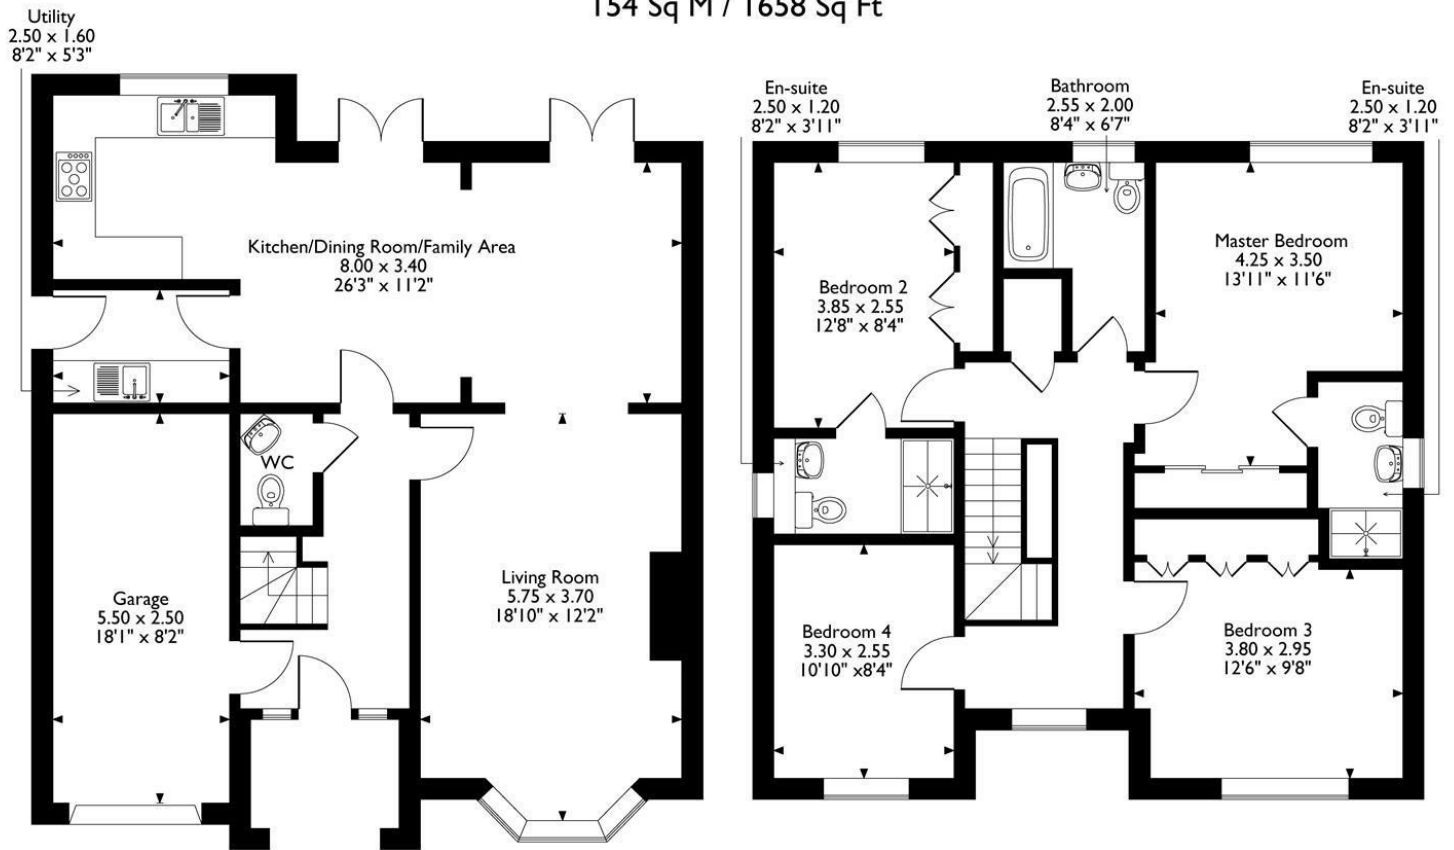 154 Sq M / 1658 Sq Ft
Utility
2.50 x 1.60
8'2" x 5'3"
Kitchen/Dining Room/Family Area
8.00 x 3.40
26'3" x 11'2"
WC
Garage
5.50 x 2.50
18'1" x 8'2"
Living Room
5.75 x 3.70
18'10" x 12'2"
En-suite
2.50 x 1.20
8'2" x 3'11"
Bathroom
2.55 x 2.00
8'4" x 6'7"
En-suite
2.50 x 1.20
8'2" x 3'11"
Bedroom 2
3.85 x 2.55
12'8" x 8'4"
Master Bedroom
4.25 x 3.50
13'11" x 11'6"
Bedroom 4
3.30 x 2.55
10'10" x8'4"
Bedroom 3
3.80 x 2.95
12'6" x 9'8"